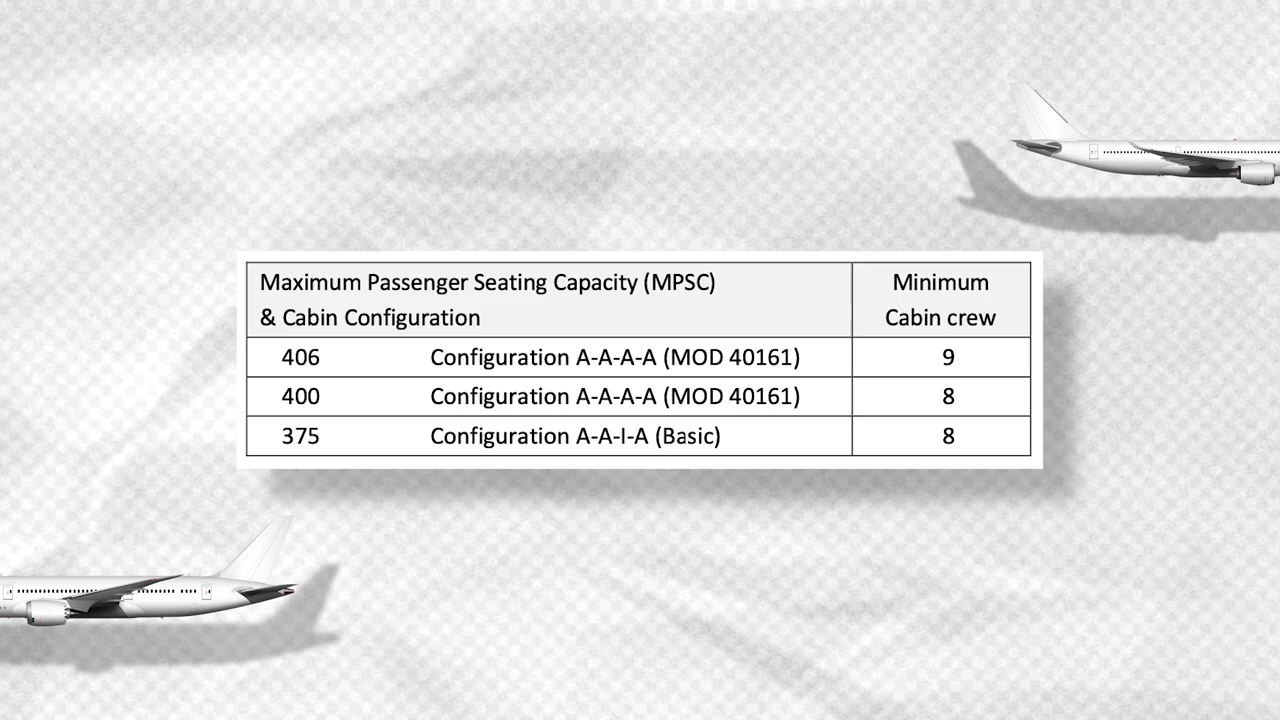 Maximum Passenger Seating Capacity (MPSC) Minimum
& Cabin Configuration Cabin crew
406 Configuration A-A-A-A (MOD 40161) 9
400 Configuration A-A-A-A (MOD 40161) 8
375 Configuration A-A-I-A (Basic) 8